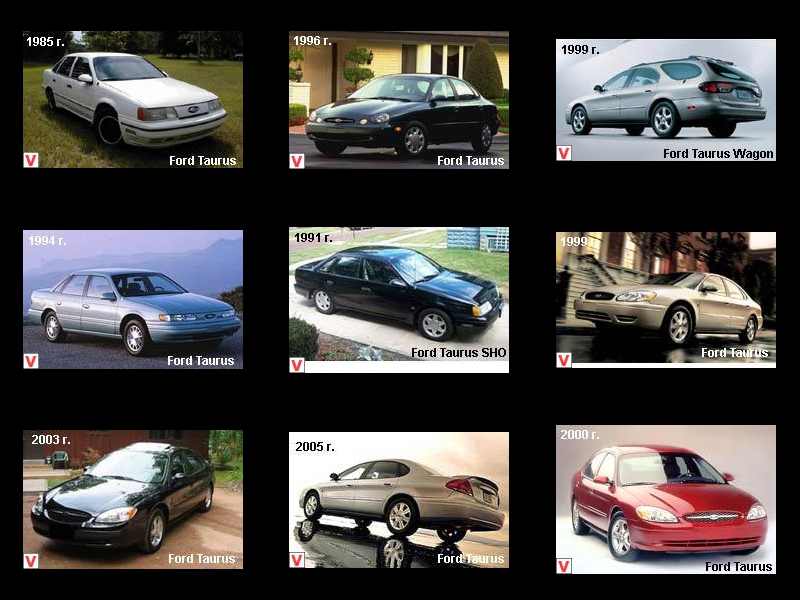 1985 г.
Ford Taurus
V
1996 г.
Ford Taurus
V
1999 г.
Ford Taurus Wagon
V
1994 г.
Ford Taurus
V
1991 г.
Ford Taurus SHO
V
1999
Ford Taurus
V
2003 г.
Ford Taurus
V
2005 г.
Ford Taurus
V
2000 г.
Ford Taurus
V